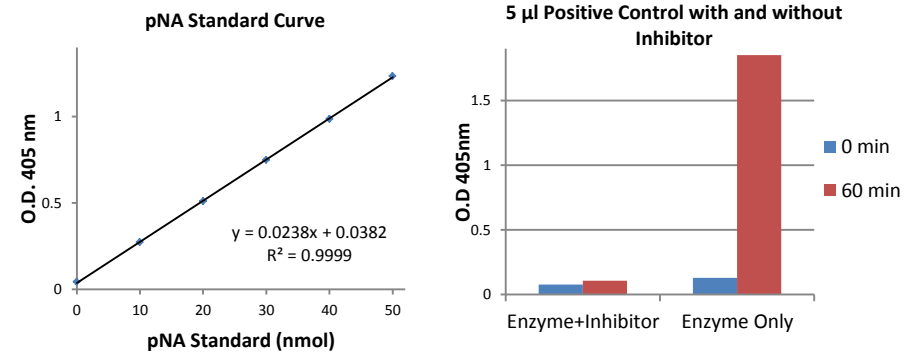 pNA Standard Curve
O.D. 405 nm
1
0.5
0
y = 0.0238x + 0.0382
R² = 0.9999
0 10 20 30 40 50
pNA Standard (nmol)
5 µl Positive Control with and without
Inhibitor
O.D 405nm
1.5
1
0.5
0
0 min
60 min
Enzyme+Inhibitor Enzyme Only